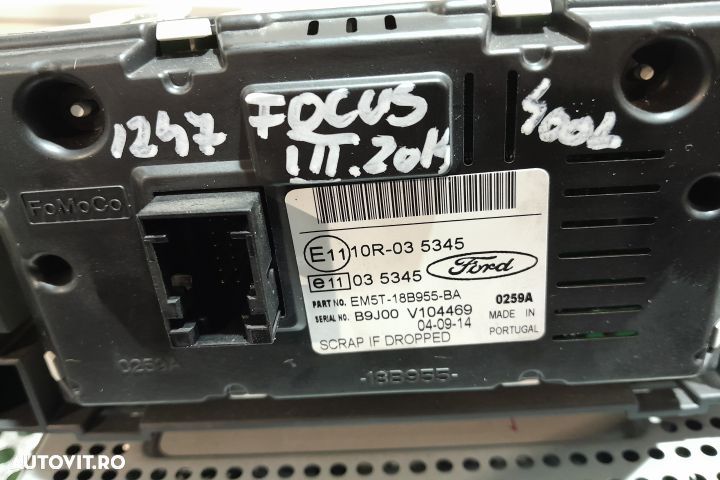 1247 FOCUS
III. 2014
FoMoCo
E11 10R-03 5345
e 11 03 5345 Ford
PART NO. EM5T-18B955-BA 0259A
SERIAL NO. B9J00 V104469 MADE IN
04-09-14 PORTUGAL
SCRAP IF DROPPED
0259A
-18B955-
AUTOVIT.RO